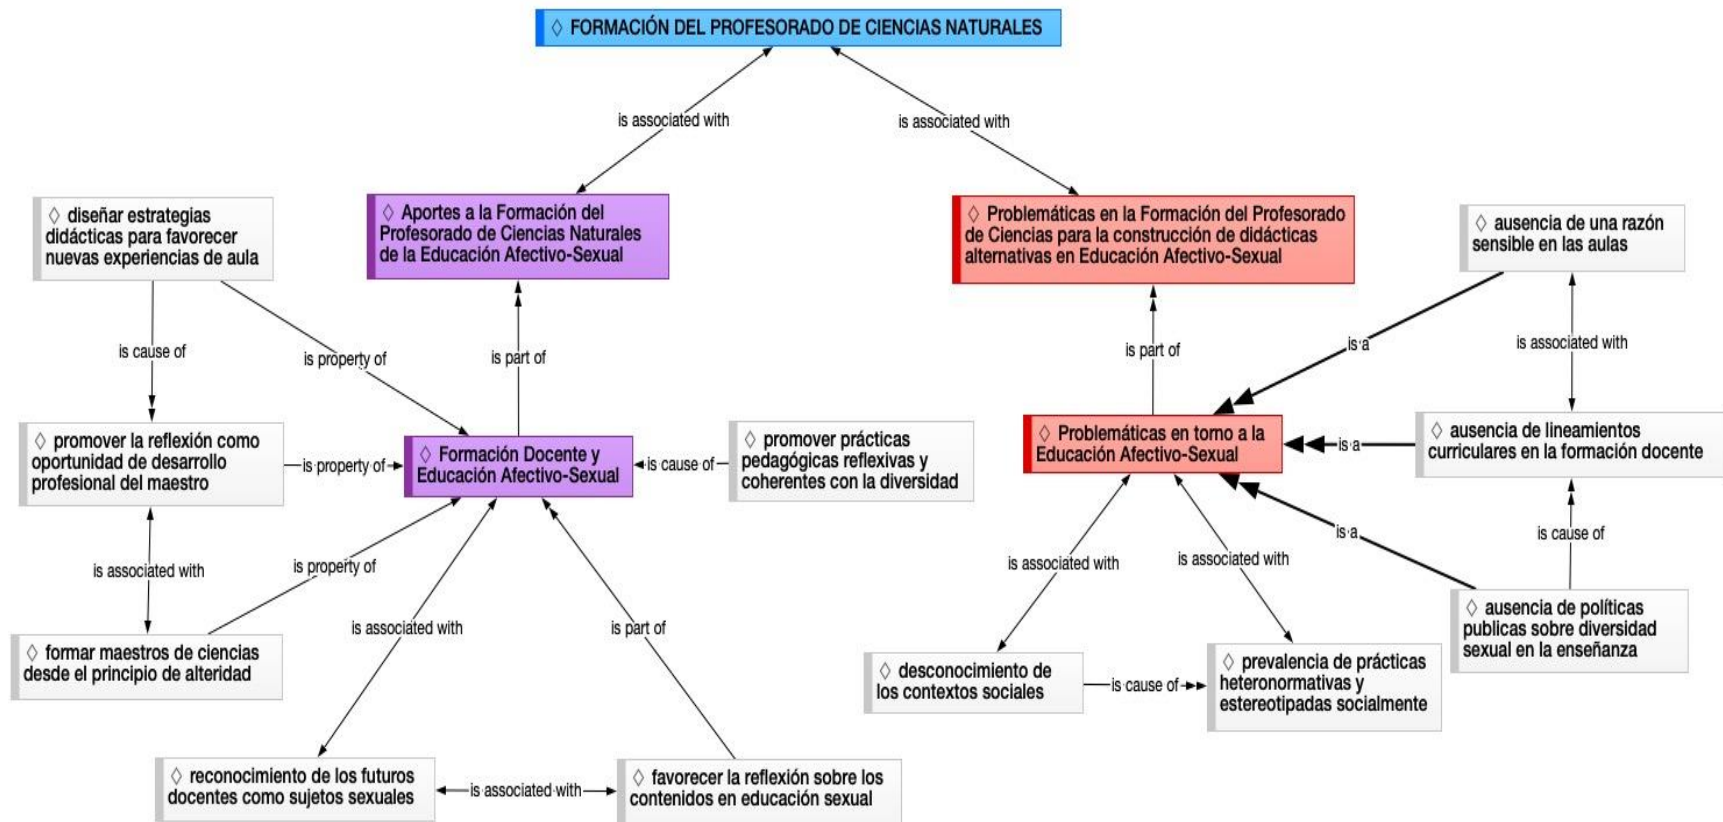 ◇ FORMACIÓN DEL PROFESORADO DE CIENCIAS NATURALES
is associated with
is associated with
◇ diseñar estrategias
didácticas para favorecer
nuevas experiencias de aula
◇ Aportes a la Formación del
Profesorado de Ciencias Naturales
de la Educación Afectivo-Sexual
◇ Problemáticas en la Formación del Profesorado
de Ciencias para la construcción de didácticas
alternativas en Educación Afectivo-Sexual
◇ ausencia de una razón
sensible en las aulas
is cause of
is property of
is part of
is part of
is a
is associated with
◇ promover la reflexión como
oportunidad de desarrollo
profesional del maestro
is property of
◇ Formación Docente y
Educación Afectivo-Sexual
is cause of
◇ promover prácticas
pedagógicas reflexivas y
coherentes con la diversidad
◇ Problemáticas en torno a la
Educación Afectivo-Sexual
is a
◇ ausencia de lineamientos
curriculares en la formación docente
is associated with
is property of
is associated with
is part of
is associated with
is associated with
is a
is cause of
◇ formar maestros de ciencias
desde el principio de alteridad
◇ desconocimiento de
los contextos sociales
is cause of
◇ prevalencia de prácticas
heteronormativas y
estereotipadas socialmente
◇ ausencia de políticas
publicas sobre diversidad
sexual en la enseñanza
◇ reconocimiento de los futuros
docentes como sujetos sexuales
is associated with
◇ favorecer la reflexión sobre los
contenidos en educación sexual